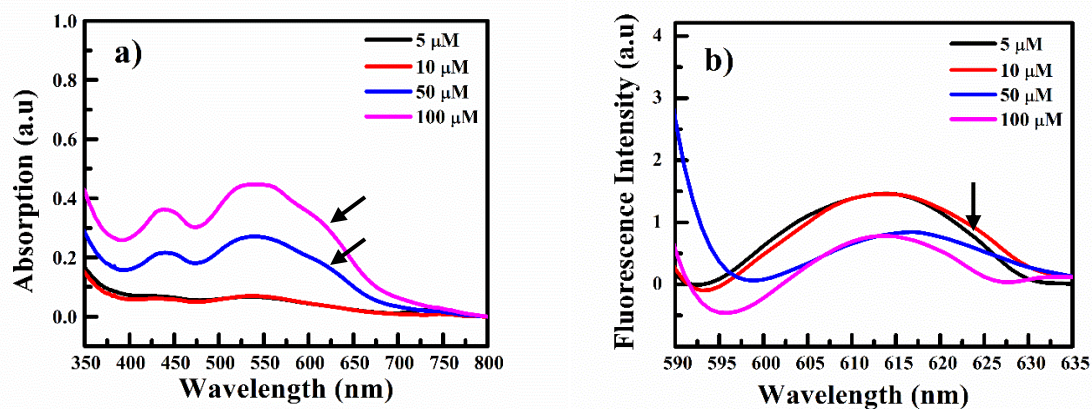 a)
5 μM
10 μM
50 μM
100 μM
Absorption (a.u)
1.0
0.8
0.6
0.4
0.2
0.0
350 400 450 500 550 600 650 700 750 800
Wavelength (nm)
b)
5 μM
10 μM
50 μM
100 μM
Fluorescence Intensity (a.u)
4
3
2
1
0
590 595 600 605 610 615 620 625 630 635
Wavelength (nm)